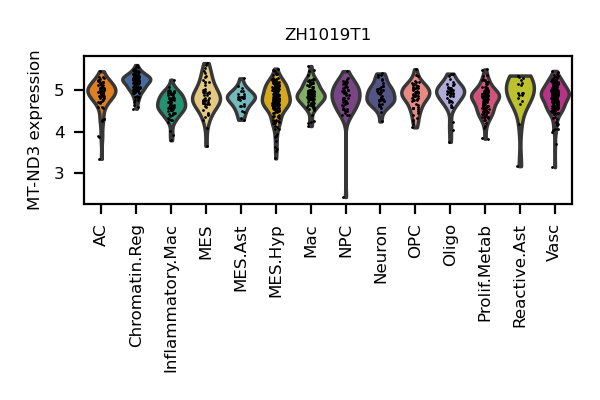 ZH1019T1
MT-ND3 expression
5
4
3
AC
Chromatin.Reg
Inflammatory.Mac
MES
MES.Ast
MES.Hyp
Mac
NPC
Neuron
OPC
Oligo
Prolif.Metab
Reactive.Ast
Vasc